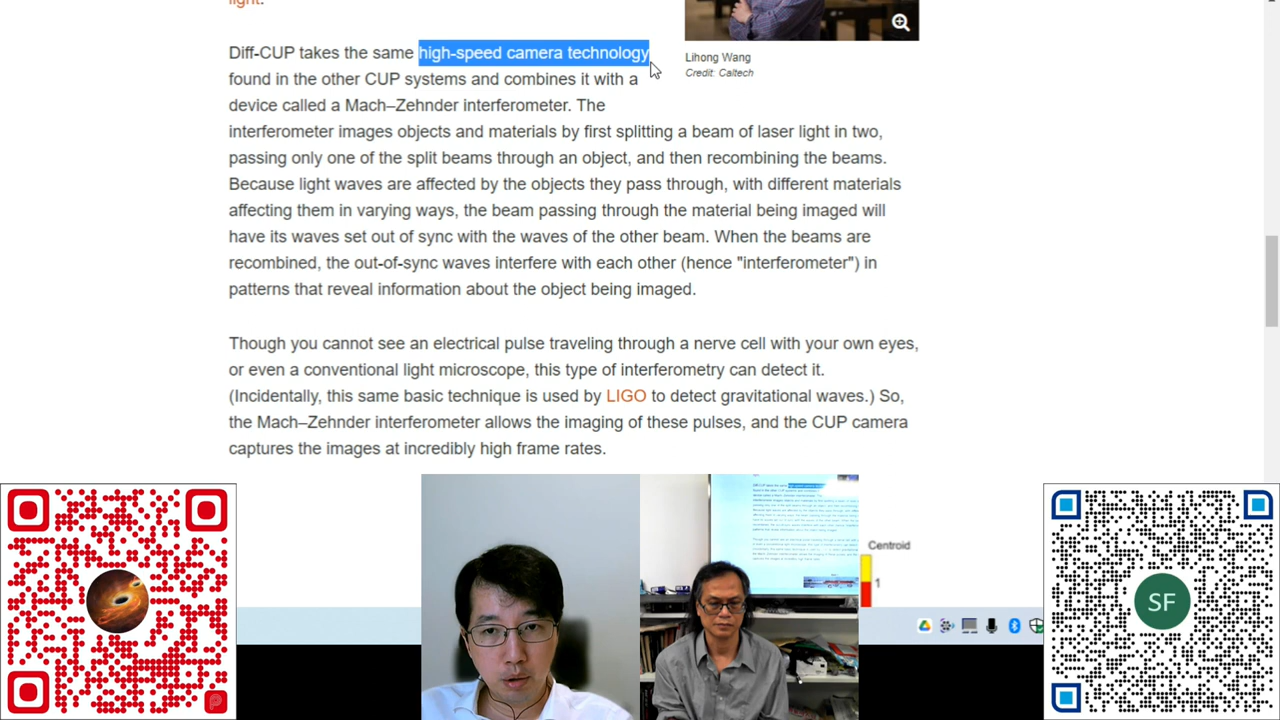 light.
Diff-CUP takes the same high-speed camera technology
found in the other CUP systems and combines it with a
device called a Mach–Zehnder interferometer. The
interferometer images objects and materials by first splitting a beam of laser light in two,
passing only one of the split beams through an object, and then recombining the beams.
Because light waves are affected by the objects they pass through, with different materials
affecting them in varying ways, the beam passing through the material being imaged will
have its waves set out of sync with the waves of the other beam. When the beams are
recombined, the out-of-sync waves interfere with each other (hence "interferometer") in
patterns that reveal information about the object being imaged.
Lihong Wang
Credit: Caltech
Though you cannot see an electrical pulse traveling through a nerve cell with your own eyes,
or even a conventional light microscope, this type of interferometry can detect it.
(Incidentally, this same basic technique is used by LIGO to detect gravitational waves.) So,
the Mach–Zehnder interferometer allows the imaging of these pulses, and the CUP camera
captures the images at incredibly high frame rates.
Centroid
1
SF